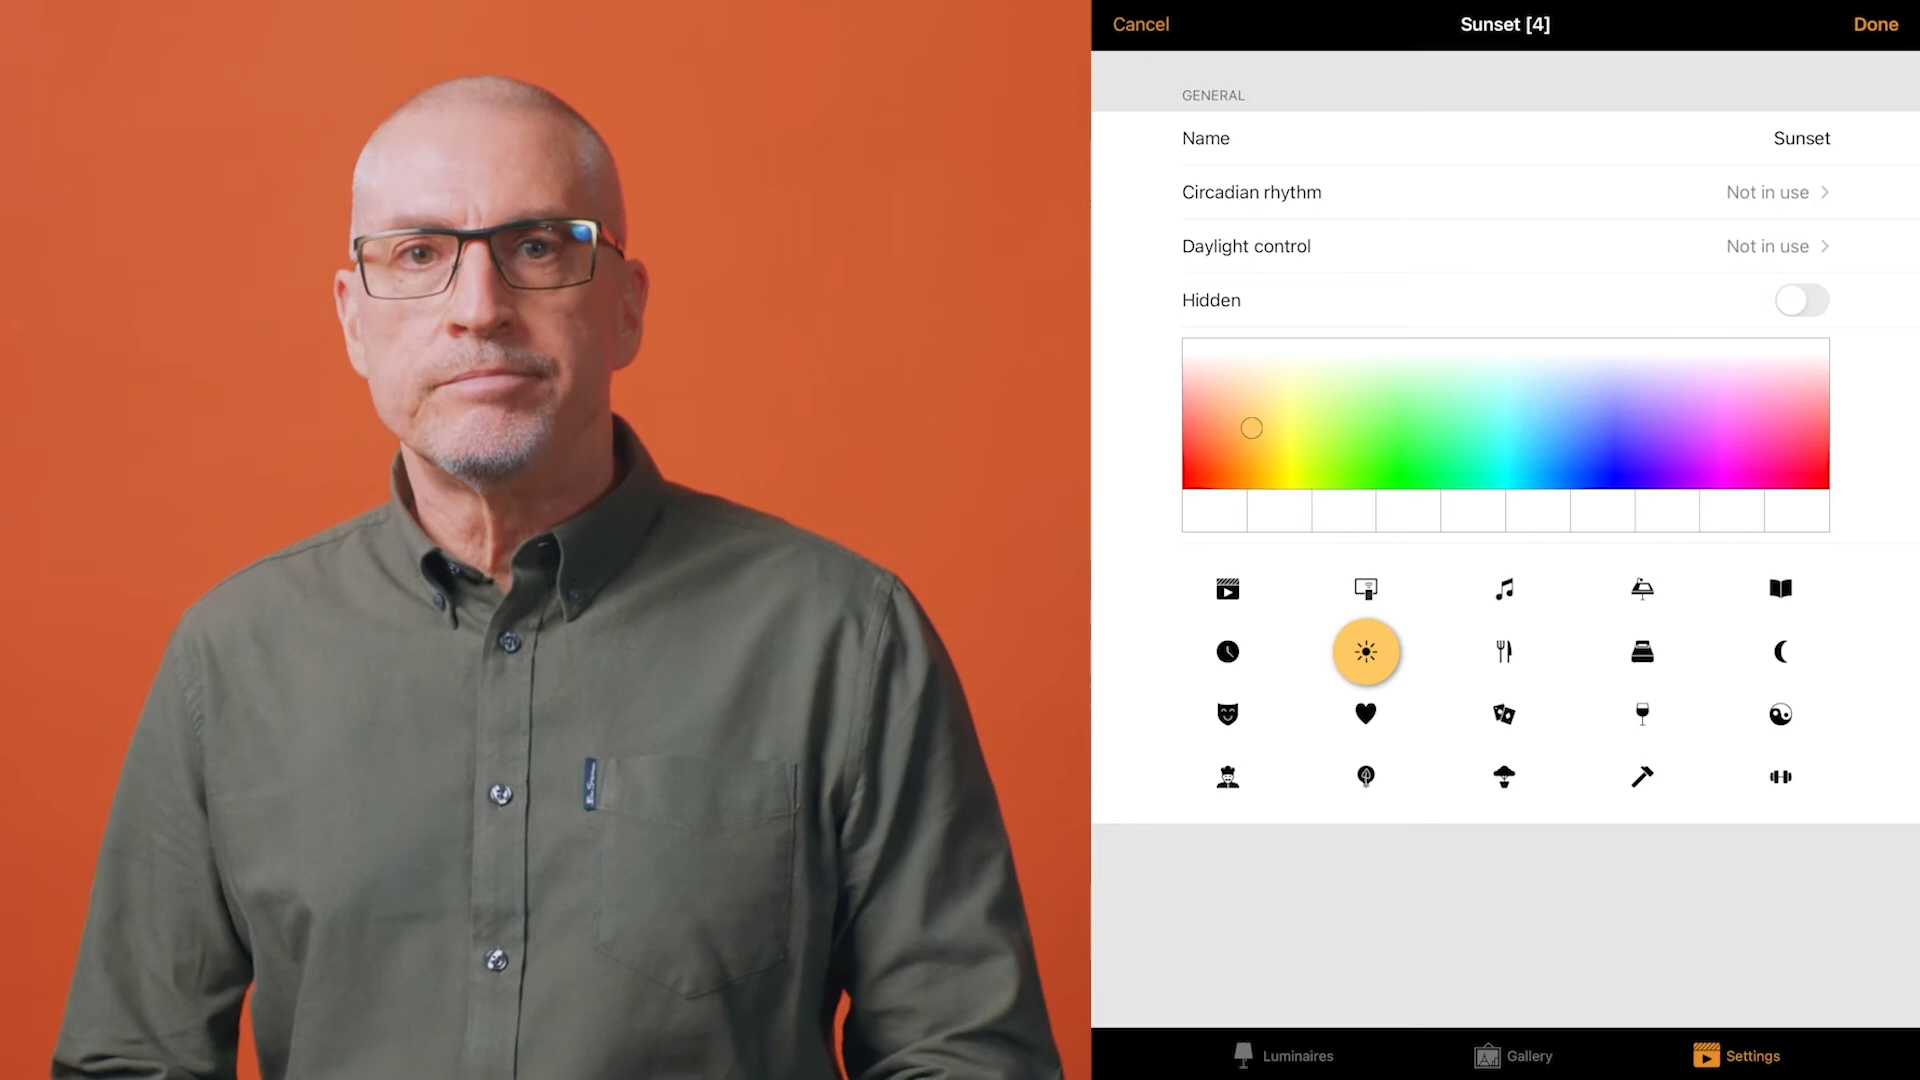 Cancel
Sunset [4]
Done
GENERAL
Name
Sunset
Circadian rhythm
Not in use
Daylight control
Not in use
Hidden
Luminaires
Gallery
Settings